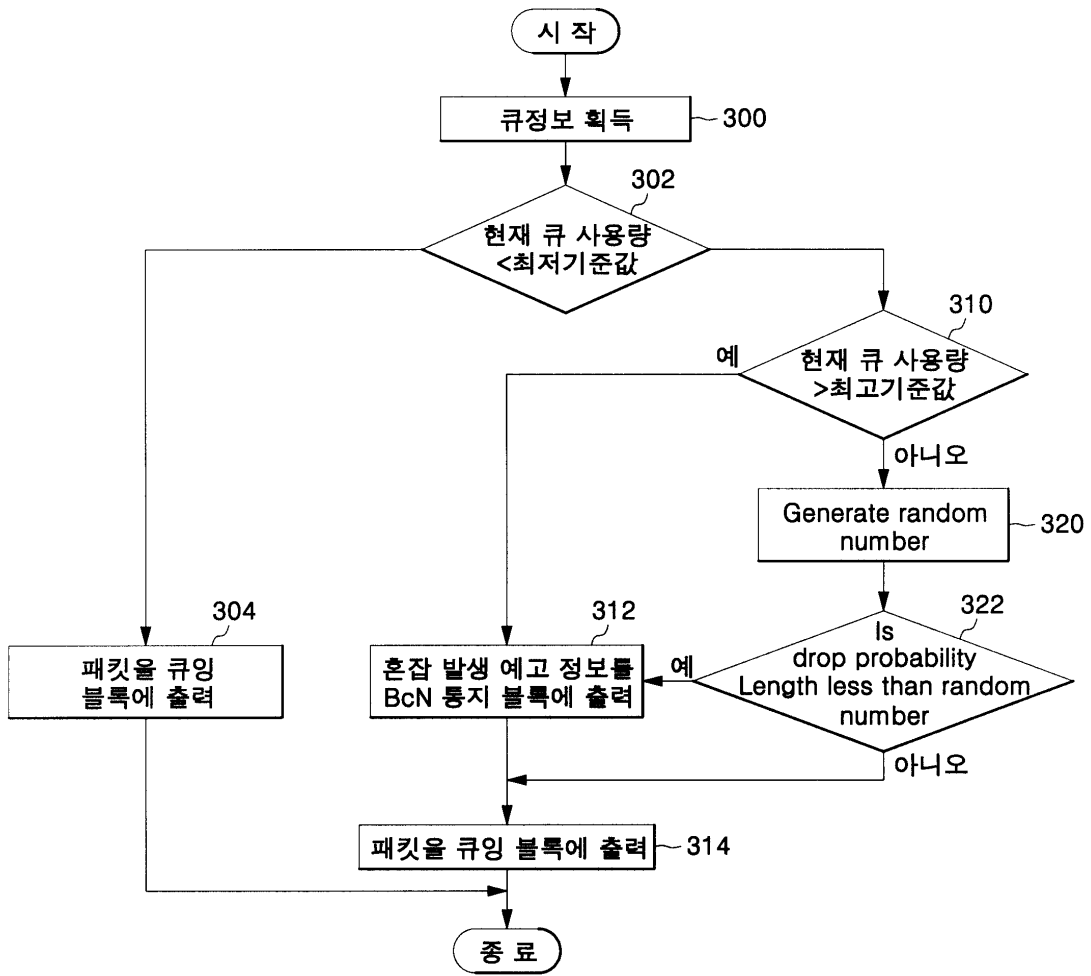 시 작
큐정보 획득
300
302
현재 큐 사용량
<최저기준값
310
예
현재 큐 사용량
>최고기준값
아니오
Generate random
number
320
304
패킷을 큐잉
블록에 출력
312
혼잡 발생 예고 정보를
BcN 통지 블록에 출력
예
322
Is
drop probability
Length less than random
number
아니오
패킷을 큐잉 블록에 출력
314
종 료